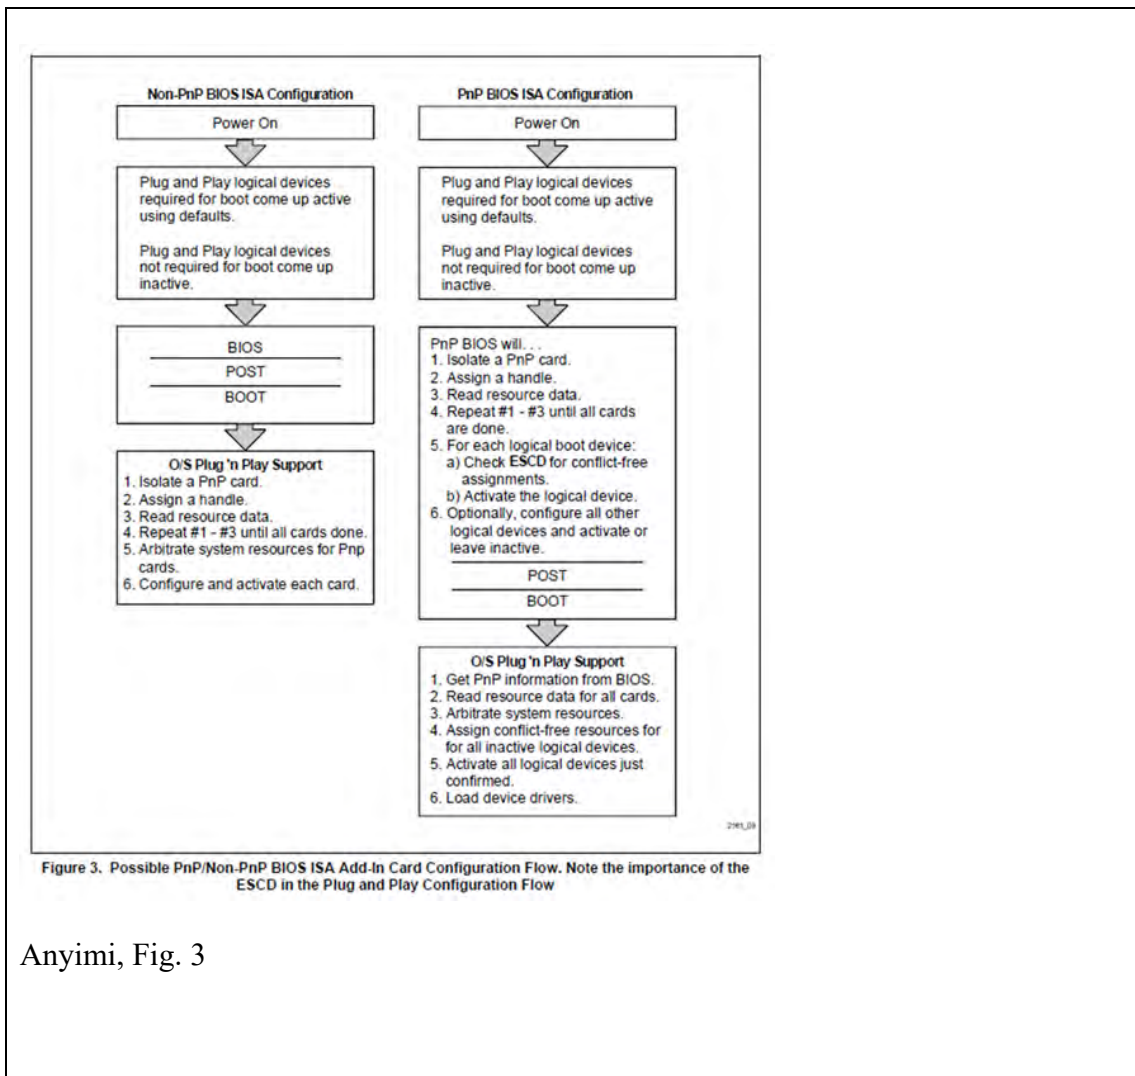 Non-PnP BIOS ISA Configuration
Power On
Plug and Play logical devices
required for boot come up active
using defaults.
Plug and Play logical devices
not required for boot come up
inactive.
BIOS
POST
BOOT
O/S Plug 'n Play Support
1. Isolate a PnP card.
2. Assign a handle.
3. Read resource data.
4. Repeat #1 - #3 until all cards done.
5. Arbitrate system resources for Pnp
cards.
6. Configure and activate each card.
PnP BIOS ISA Configuration
Power On
Plug and Play logical devices
required for boot come up active
using defaults.
Plug and Play logical devices
not required for boot come up
inactive.
PnP BIOS will. . .
1. Isolate a PnP card.
2. Assign a handle.
3. Read resource data.
4. Repeat #1 - #3 until all cards
are done.
5. For each logical boot device:
a) Check ESCD for conflict-free
assignments.
b) Activate the logical device.
6. Optionally, configure all other
logical devices and activate or
leave inactive.
POST
BOOT
O/S Plug 'n Play Support
1. Get PnP information from BIOS.
2. Read resource data for all cards.
3. Arbitrate system resources.
4. Assign conflict-free resources for
for all inactive logical devices.
5. Activate all logical devices just
confirmed.
6. Load device drivers.
Figure 3. Possible PnP/Non-PnP BIOS ISA Add-In Card Configuration Flow. Note the importance of the
ESCD in the Plug and Play Configuration Flow
Anyimi, Fig. 3